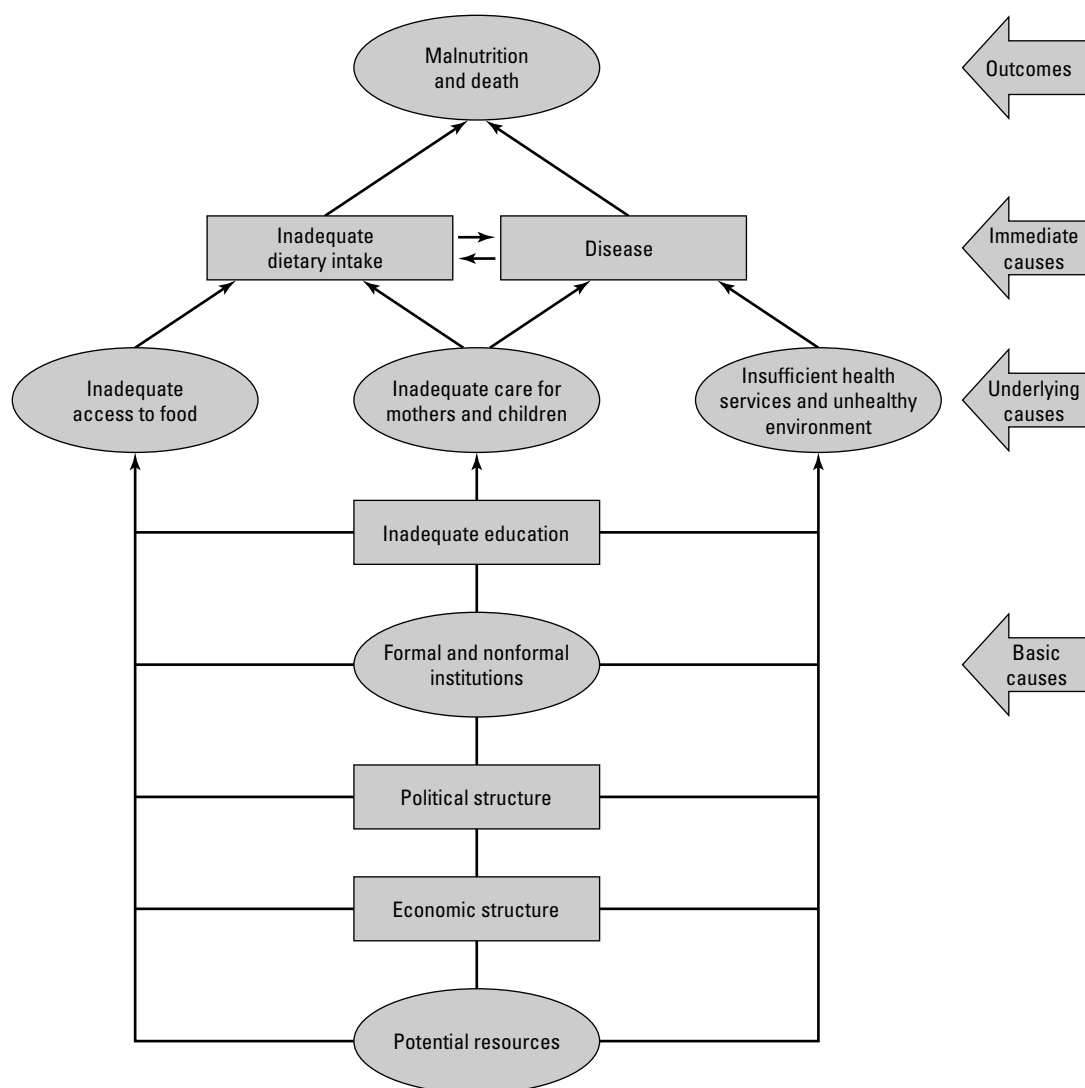 Malnutrition
and death
Outcomes
Inadequate
dietary intake
Disease
Immediate
causes
Inadequate
access to food
Inadequate care for
mothers and children
Insufficient health
services and unhealthy
environment
Underlying
causes
Inadequate education
Formal and nonformal
institutions
Basic
causes
Political structure
Economic structure
Potential resources